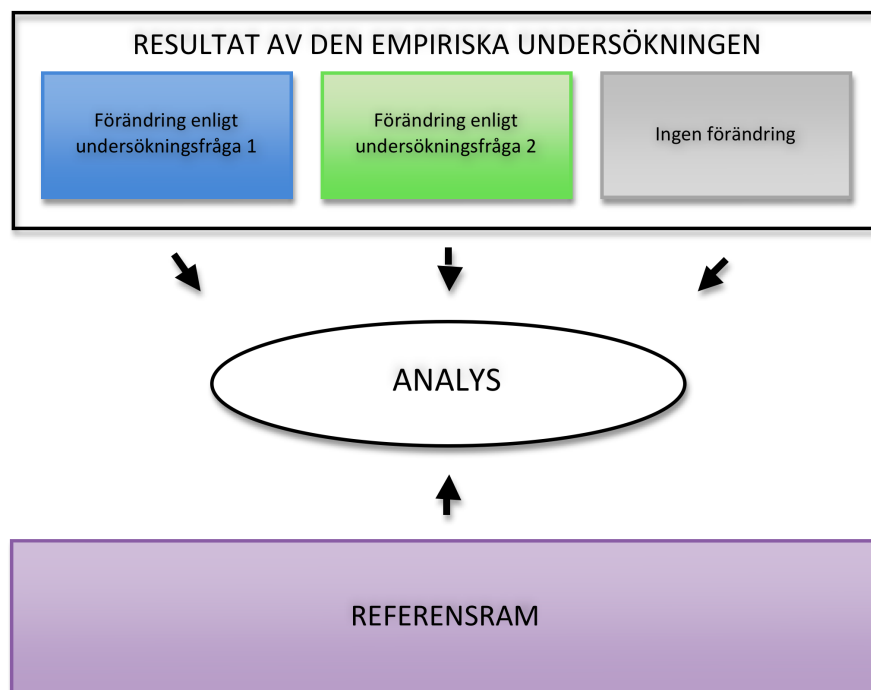 RESULTAT AV DEN EMPIRISKA UNDERSÖKNINGEN
Förändring enligt
undersökningsfråga 1
Förändring enligt
undersökningsfråga 2
Ingen förändring
ANALYS
REFERENSRAM